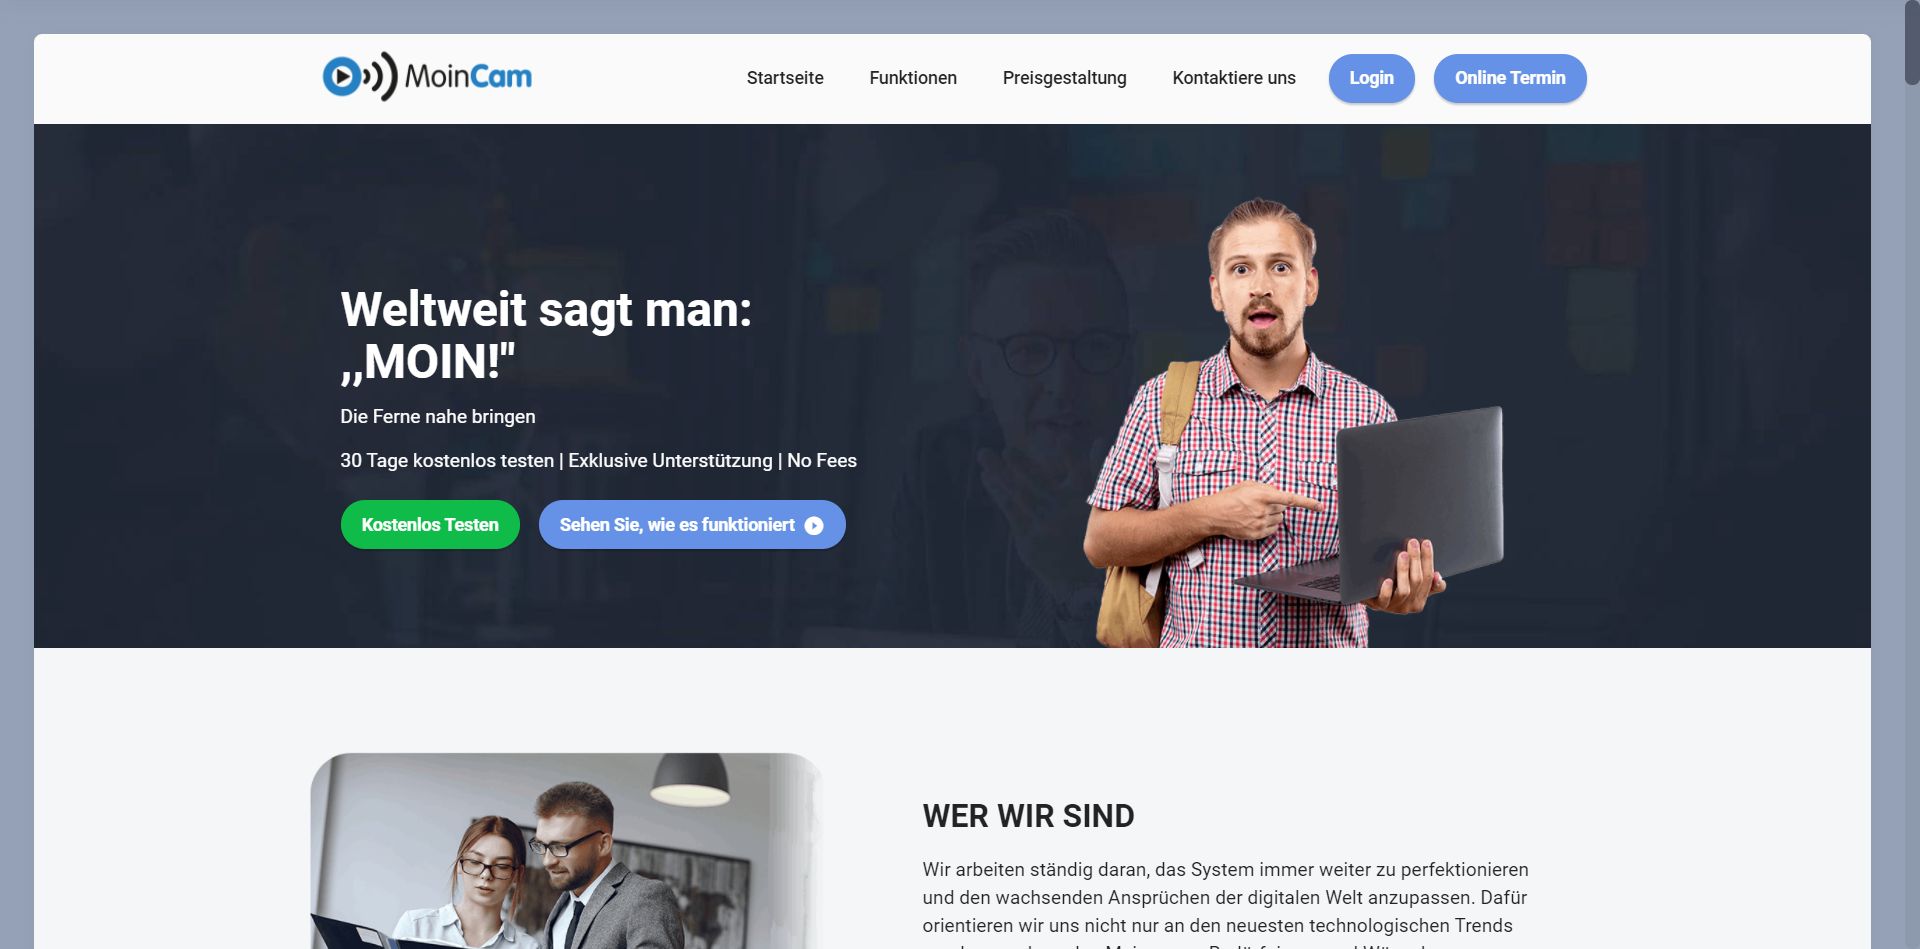 MoinCam
Startseite
Funktionen
Preisgestaltung
Kontaktiere uns
Login
Online Termin
Weltweit sagt man:
,,MOIN!"
Die Ferne nahe bringen
30 Tage kostenlos testen | Exklusive Unterstützung | No Fees
Kostenlos Testen
Sehen Sie, wie es funktioniert
WER WIR SIND
Wir arbeiten ständig daran, das System immer weiter zu perfektionieren
und den wachsenden Ansprüchen der digitalen Welt anzupassen. Dafür
orientieren wir uns nicht nur an den neuesten technologischen Trends